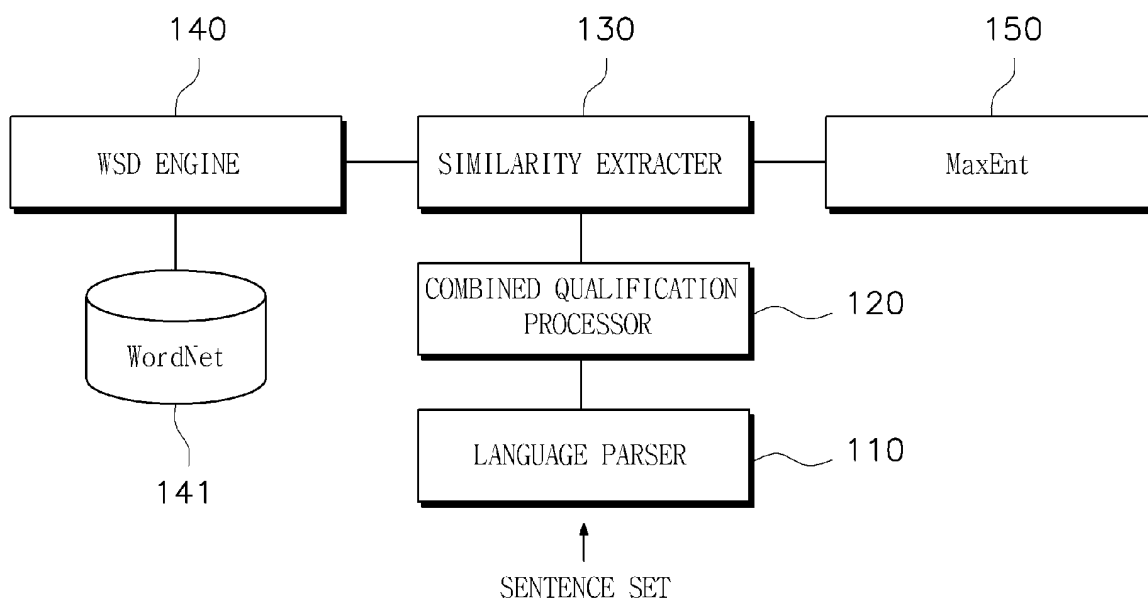 140
130
150
WSD ENGINE
SIMILARITY EXTRACTER
MaxEnt
COMBINED QUALIFICATION
PROCESSOR
120
WordNet
LANGUAGE PARSER
110
141
SENTENCE SET